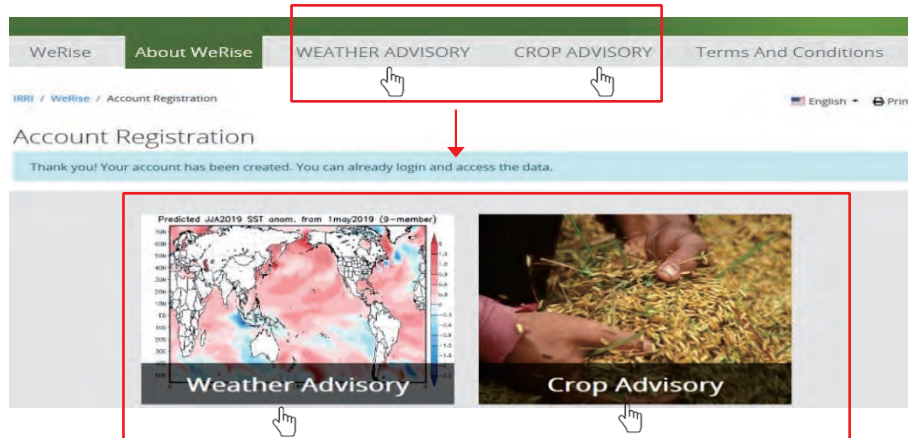 WeRise About WeRise WEATHER ADVISORY CROP ADVISORY Terms And Conditions
IRRI / WeRise / Account Registration
English Prin
Account Registration
Thank you! Your account has been created. You can already login and access the data.
Predicted JJA2019 SST anom. from 1may2019 (9-member)
Weather Advisory
Crop Advisory